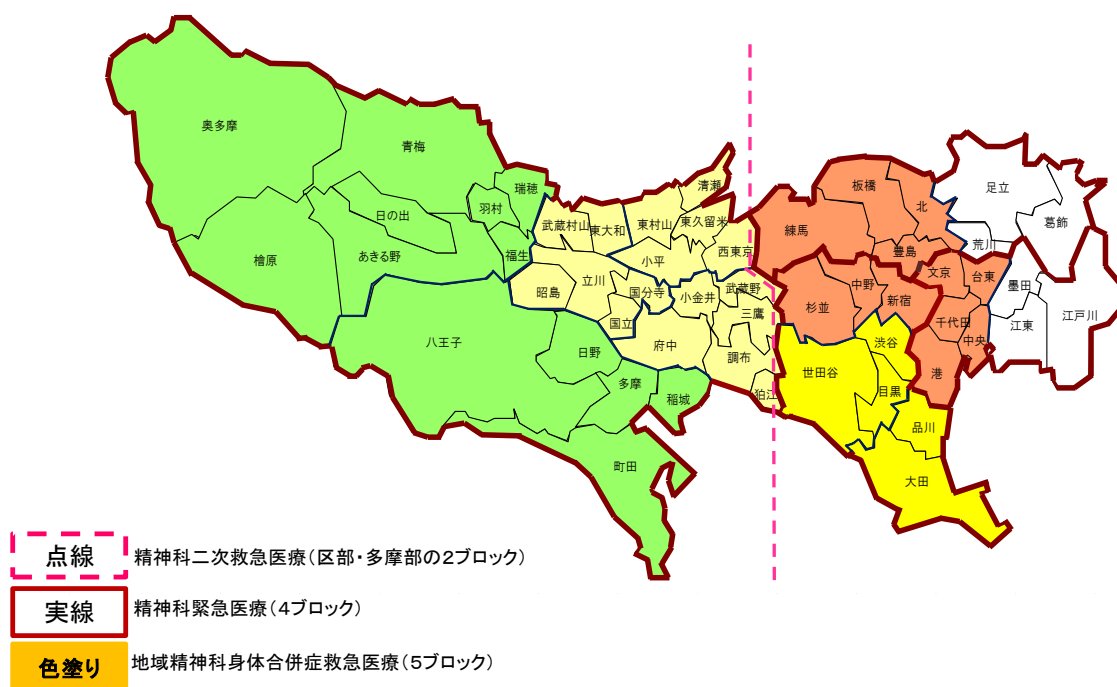 奥多摩
青梅
瑞穂
羽村
日の出
福生
あきる野
檜原
清瀬
東久留米
東村山
東大和
武蔵村山
西東京
小平
立川
昭島
国分寺
小金井
武蔵野
三鷹
国立
府中
調布
狛江
八王子
日野
多摩
稲城
町田
板橋
北
練馬
豊島
足立
葛飾
荒川
文京
台東
中野
新宿
杉並
千代田
中央
墨田
江東
江戸川
渋谷
世田谷
目黒
港
品川
大田
点線 精神科二次救急医療（区部・多摩部の２ブロック）
実線 精神科緊急医療（４ブロック）
色塗り 地域精神科身体合併症救急医療（５ブロック）